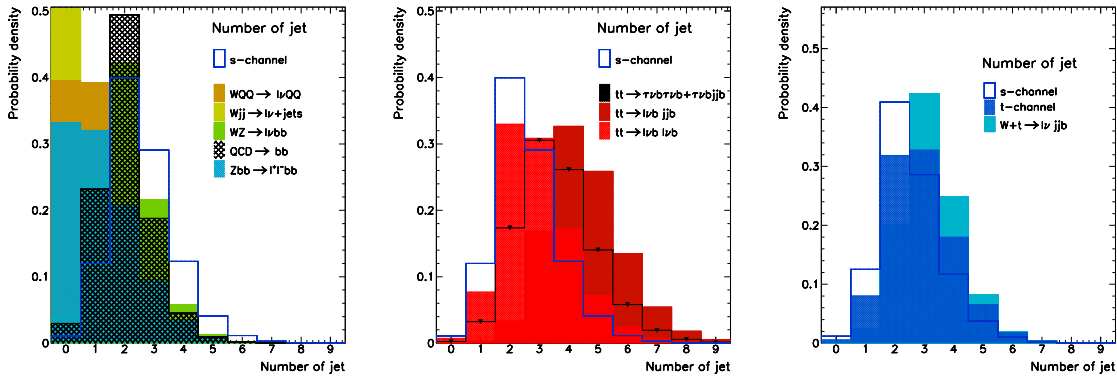 Probability density
0.5
0.4
0.3
0.2
0.1
0
Number of jet
s-channel
WQQ→ lνQQ
Wjj→lν+jets
WZ→lνbb
QCD→ bb
Zbb→l⁺l⁻bb
0 1 2 3 4 5 6 7 8 9
Number of jet
Probability density
0.5
0.4
0.3
0.2
0.1
0
Number of jet
s-channel
tt→τνbτνb+τνbjjb
tt→lνb jjb
tt→lνb lνb
0 1 2 3 4 5 6 7 8 9
Number of jet
Probability density
0.5
0.4
0.3
0.2
0.1
0
Number of jet
s-channel
t-channel
W+t→lν jjb
0 1 2 3 4 5 6 7 8 9
Number of jet